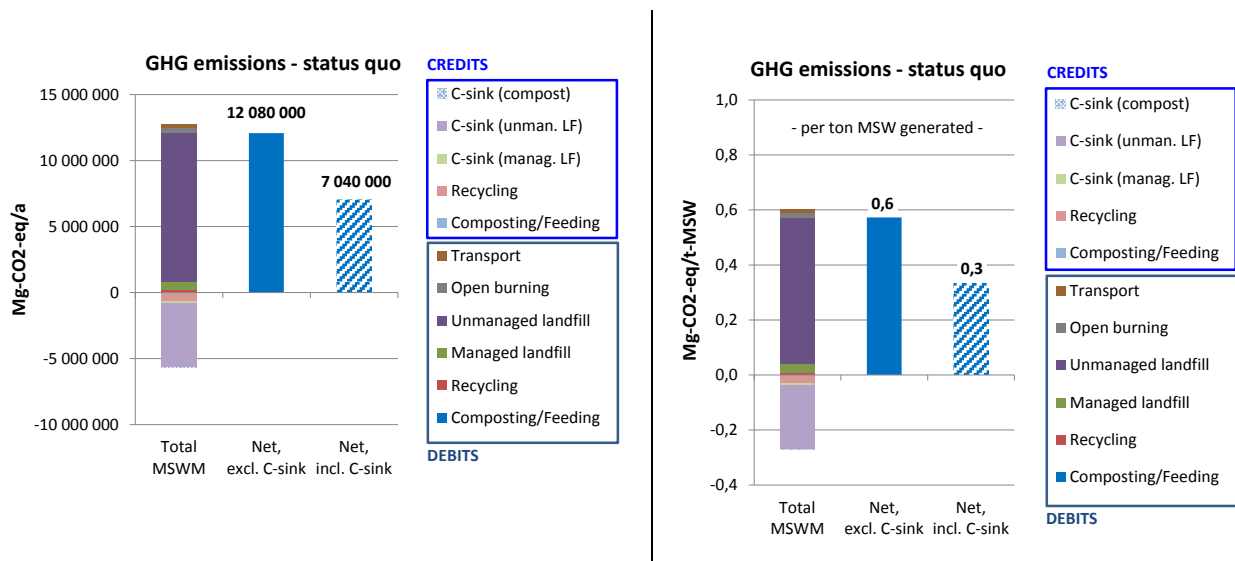 GHG emissions - status quo
CREDITS
Mg-CO2-eq/a
15 000 000
10 000 000
5 000 000
0
-5 000 000
-10 000 000
12 080 000
7 040 000
Total
MSWM
Net,
excl. C-sink
Net,
incl. C-sink
C-sink (compost)
C-sink (unman. LF)
C-sink (manag. LF)
Recycling
Composting/Feeding
Transport
Open burning
Unmanaged landfill
Managed landfill
Recycling
Composting/Feeding
DEBITS
GHG emissions - status quo
CREDITS
- per ton MSW generated -
Mg-CO2-eq/t-MSW
1,0
0,8
0,6
0,4
0,2
0,0
-0,2
-0,4
0,6
0,3
Total
MSWM
Net,
excl. C-sink
Net,
incl. C-sink
C-sink (compost)
C-sink (unman. LF)
C-sink (manag. LF)
Recycling
Composting/Feeding
Transport
Open burning
Unmanaged landfill
Managed landfill
Recycling
Composting/Feeding
DEBITS